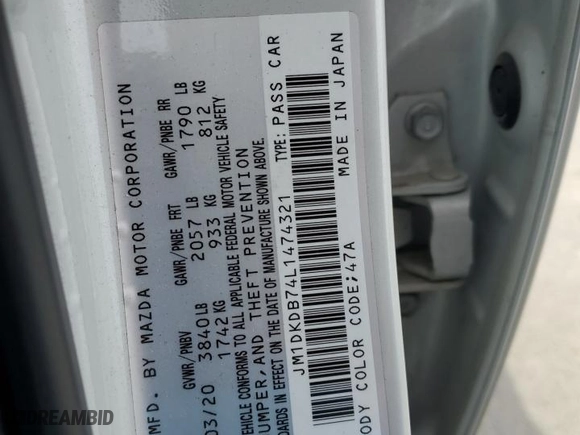 MFD. BY MAZDA MOTOR CORPORATION
GVWR/PNBV GAWR/PNBE FRT GAWR/PNBE RR
03/20 3840LB 2057 LB 1790 LB
1742KG 933 KG 812 KG
VEHICLE CONFORMS TO ALL APPLICABLE FEDERAL MOTOR VEHICLE SAFETY
UMPER, AND THEFT PREVENTION
ARDS IN EFFECT ON THE DATE OF MANUFACTURE SHOWN ABOVE.
JM1DKDB74L1474321 TYPE: PASS CAR
ODY COLOR CODE:47A MADE IN JAPAN
DREAMBID